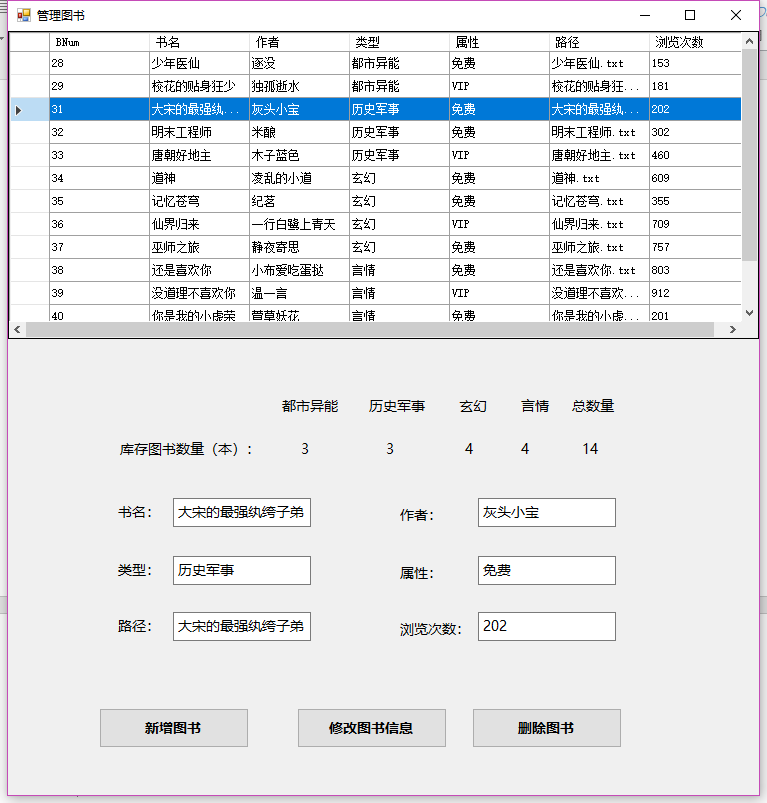 管理图书
BNum 书名 作者 类型 属性 路径 浏览次数
28 少年医仙 逐没 都市异能 免费 少年医仙.txt 153
29 校花的贴身狂少 独孤逝水 都市异能 VIP 校花的贴身狂... 181
31 大宋的最强纨... 灰头小宝 历史军事 免费 大宋的最强纨... 202
32 明末工程师 米酿 历史军事 免费 明末工程师.txt 302
33 唐朝好地主 木子蓝色 历史军事 VIP 唐朝好地主.txt 460
34 道神 凌乱的小道 玄幻 免费 道神.txt 609
35 记忆苍穹 纪茗 玄幻 免费 记忆苍穹.txt 355
36 仙界归来 一行白鹭上青天 玄幻 VIP 仙界归来.txt 709
37 巫师之旅 静夜寄思 玄幻 免费 巫师之旅.txt 757
38 还是喜欢你 小布爱吃蛋挞 言情 免费 还是喜欢你.txt 803
39 没道理不喜欢你 温一言 言情 VIP 没道理不喜欢... 912
40 你是我的小虚荣 萱草妖花 言情 免费 你是我的小虚... 201
都市异能 历史军事 玄幻 言情 总数量
库存图书数量（本）： 3 3 4 4 14
书名： 大宋的最强纨绔子弟 作者： 灰头小宝
类型： 历史军事 属性： 免费
路径： 大宋的最强纨绔子弟 浏览次数： 202
新增图书 修改图书信息 删除图书